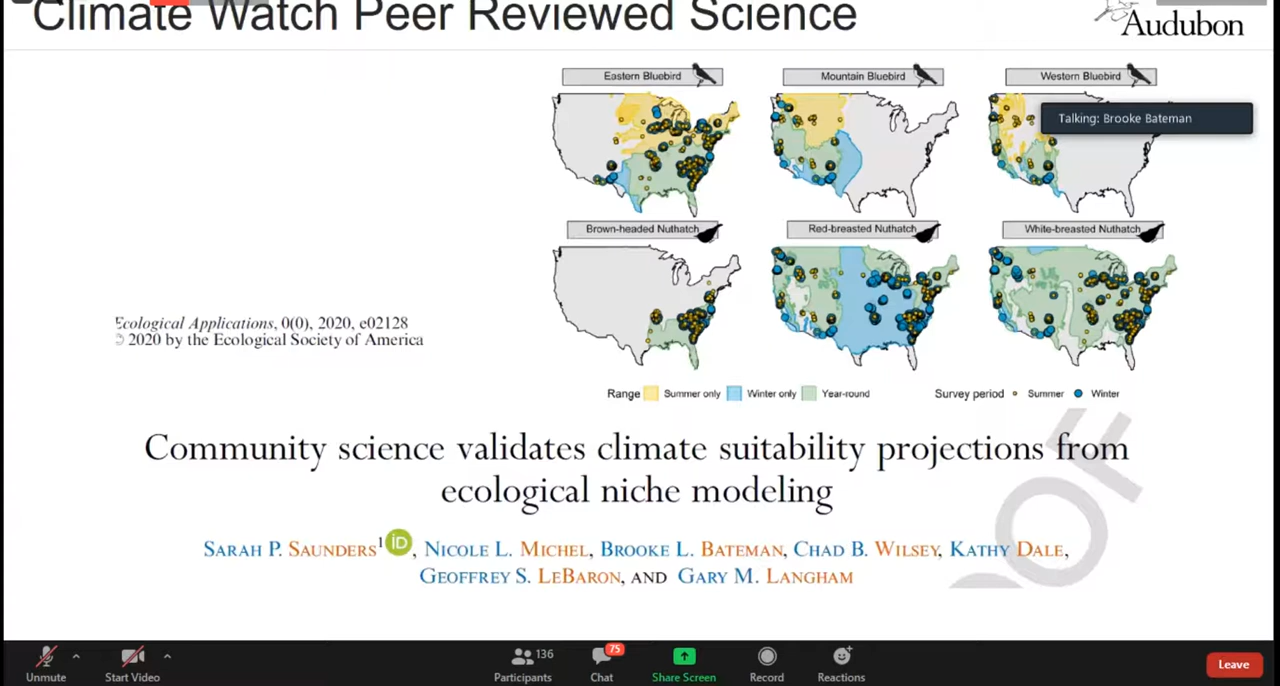 Climate Watch Peer Reviewed Science
Audubon
Eastern Bluebird
Mountain Bluebird
Western Bluebird
Talking: Brooke Bateman
Brown-headed Nuthatch
Red-breasted Nuthatch
White-breasted Nuthatch
Ecological Applications, 0(0), 2020, e02128
© 2020 by the Ecological Society of America
Range Summer only Winter only Year-round
Survey period Summer Winter
Community science validates climate suitability projections from
ecological niche modeling
SARAH P. SAUNDERS¹ iD, NICOLE L. MICHEL, BROOKE L. BATEMAN, CHAD B. WILSEY, KATHY DALE,
GEOFFREY S. LEBARON, AND GARY M. LANGHAM
OF
Unmute
Start Video
136
Participants
75
Chat
Share Screen
Record
Reactions
Leave